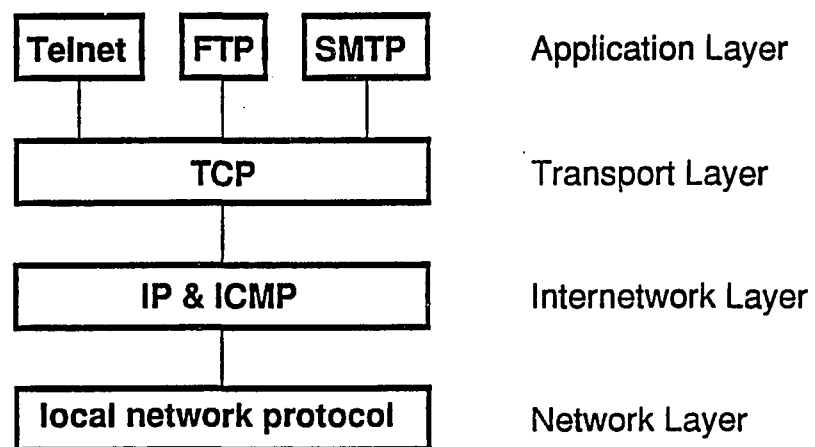 Telnet FTP SMTP Application Layer
TCP Transport Layer
IP & ICMP Internetwork Layer
local network protocol Network Layer